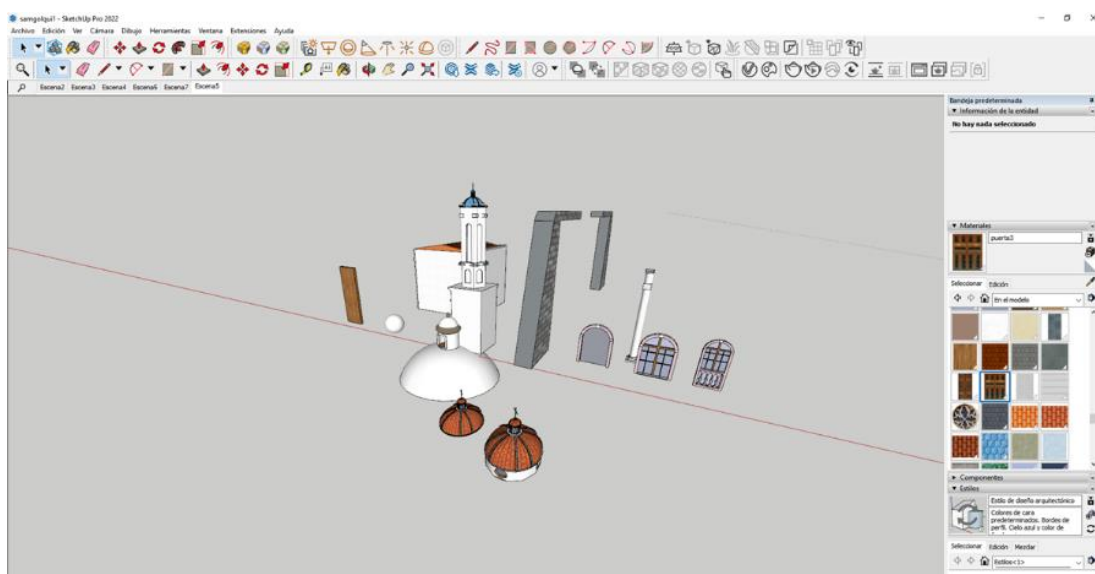 samgolqui1 - SketchUp Pro 2022
Archivo Edición Ver Cámara Dibujo Herramientas Ventana Extensiones Ayuda
Escena2 Escena3 Escena4 Escena6 Escena7 Escena5
Bandeja predeterminada
Información de la entidad
No hay nada seleccionado
Materiales
puerta3
Seleccionar Edición
En el modelo
Componentes
Estilos
Estilo de diseño arquitectónico
Colores de cara
predeterminados. Bordes de
perfil. Cielo azul y color de
Seleccionar Edición Mezclar
Estilos<1>